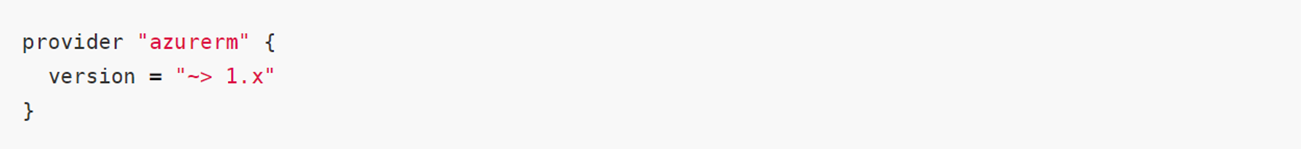 provider "azurerm" {
  version = "~> 1.x"
}